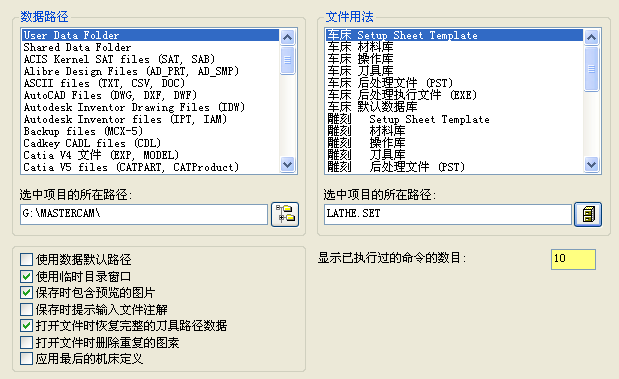 数据路径
User Data Folder
Shared Data Folder
ACIS Kernel SAT files (SAT, SAB)
Alibre Design Files (AD_PRT, AD_SMP)
ASCII files (TXT, CSV, DOC)
AutoCAD Files (DWG, DXF, DWF)
Autodesk Inventor Drawing Files (IDW)
Autodesk Inventor files (IPT, IAM)
Backup files (MCX-5)
Cadkey CADL files (CDL)
Catia V4 文件 (EXP, MODEL)
Catia V5 files (CATPART, CATProduct)
选中项目的所在路径:
G:\MASTERCAM\
文件用法
车床 Setup Sheet Template
车床 材料库
车床 操作库
车床 刀具库
车床 后处理文件 (PST)
车床 后处理执行文件 (EXE)
车床 默认数据库
雕刻 Setup Sheet Template
雕刻 材料库
雕刻 操作库
雕刻 刀具库
雕刻 后处理文件 (PST)
选中项目的所在路径:
LATHE.SET
使用数据默认路径
使用临时目录窗口
保存时包含预览的图片
保存时提示输入文件注解
打开文件时恢复完整的刀具路径数据
打开文件时删除重复的图素
应用最后的机床定义
显示已执行过的命令的数目:
10